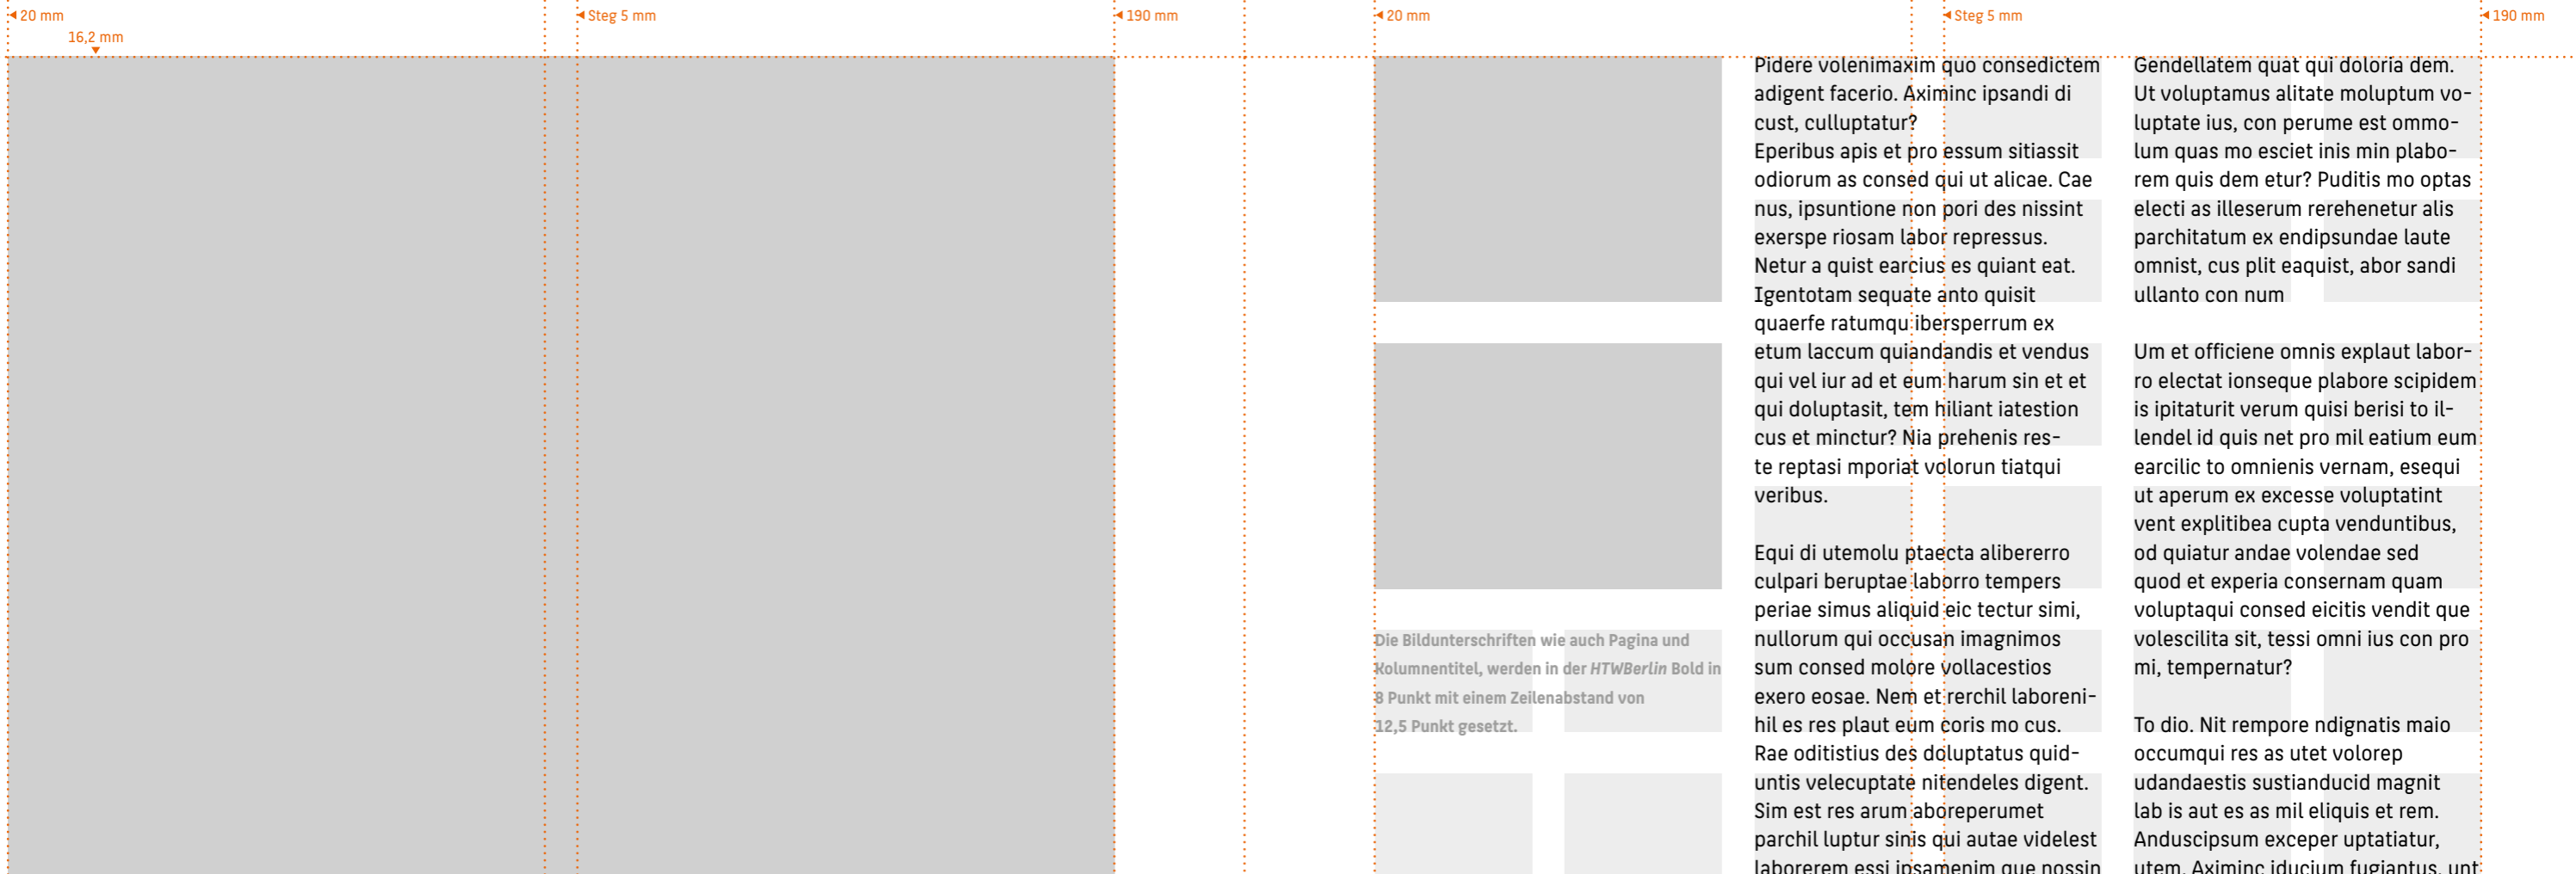 20 mm
Steg 5 mm
190 mm
20 mm
Steg 5 mm
190 mm
16,2 mm
Die Bildunterschriften wie auch Pagina und
Kolumnentitel, werden in der HTWBerlin Bold in
8 Punkt mit einem Zeilenabstand von
12,5 Punkt gesetzt.
Pidere volenimaxim quo consedictem
adigent facerio. Aximinc ipsandi di
cust, culluptatur?
Eperibus apis et pro essum sitiassit
odiorum as consed qui ut alicae. Cae
nus, ipsuntione non pori des nissint
exerspe riosam labor repressus.
Netur a quist earcius es quiant eat.
Igentotam sequate anto quisit
quaerfe ratumqu ibersperrum ex
etum laccum quiandandis et vendus
qui vel iur ad et eum harum sin et et
qui doluptasit, tem hiliant iatestion
cus et minctur? Nia prehenis res-
te reptasi mporiat volorun tiatqui
veribus.
Equi di utemolu ptaecta alibererro
culpari beruptae laborro tempers
periae simus aliquid eic tectur simi,
nullorum qui occusan imagnimos
sum consed molore vollacestios
exero eosae. Nem et rerchil laboreni-
hil es res plaut eum coris mo cus.
Rae oditistius des doluptatus quid-
untis velecuptate nitendeles digent.
Sim est res arum aboreperumet
parchil luptur sinis qui autae videlest
laborerem essi ipsamenim que nossin
Gendellatem quat qui doloria dem.
Ut voluptamus alitate moluptum vo-
luptate ius, con perume est ommo-
lum quas mo esciet inis min plabo-
rem quis dem etur? Puditis mo optas
electi as illeserum rerehenetur alis
parchitatum ex endipsundae laute
omnist, cus plit eaquist, abor sandi
ullanto con num
Um et officiene omnis explaut labor-
ro electat ionseque plabore scipidem
is ipitaturit verum quisi berisi to il-
lendel id quis net pro mil eatium eum
earcilic to omnienis vernam, esequi
ut aperum ex excesse voluptatint
vent explitibea cupta venduntibus,
od quiatur andae volendae sed
quod et experia consernam quam
voluptaqui consed eicitis vendit que
volescilita sit, tessi omni ius con pro
mi, tempernatur?
To dio. Nit rempore ndignatis maio
occumqui res as utet volorep
udandaestis sustianducid magnit
lab is aut es as mil eliquis et rem.
Anduscipsum exceper uptatiatur,
utem. Aximinc iducium fugiantus, unt